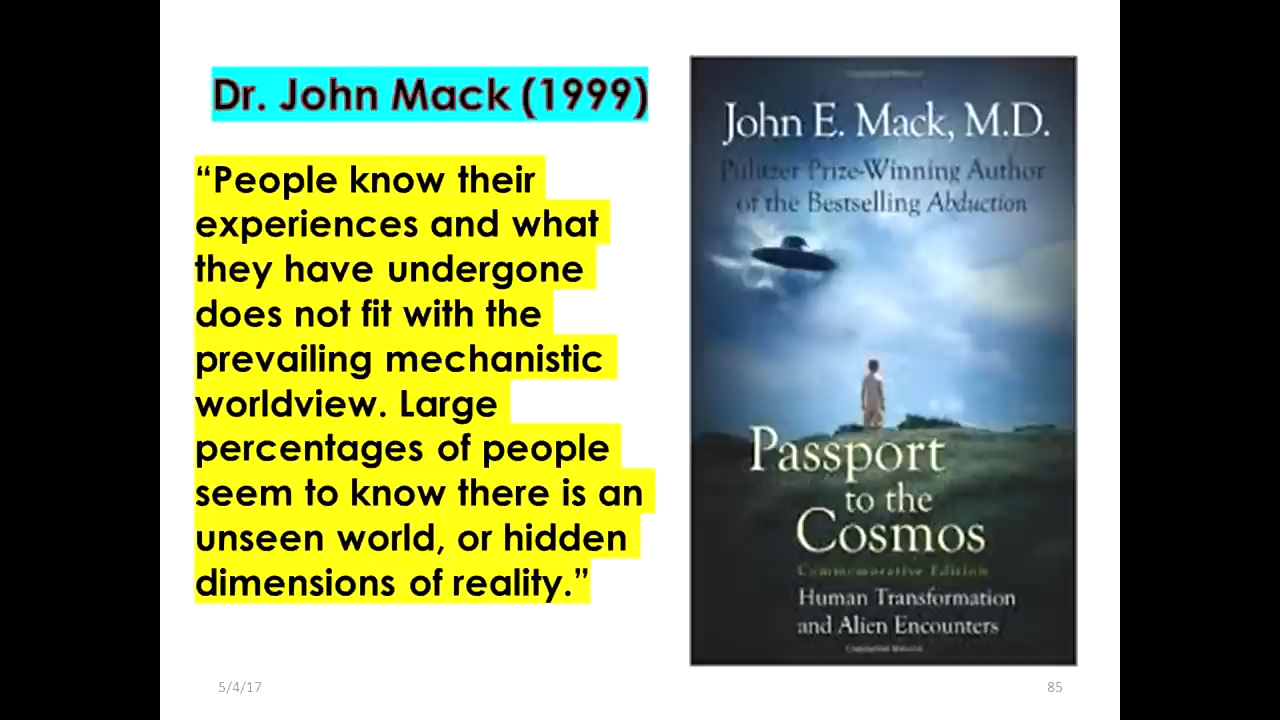 Dr. John Mack (1999)
“People know their
experiences and what
they have undergone
does not fit with the
prevailing mechanistic
worldview. Large
percentages of people
seem to know there is an
unseen world, or hidden
dimensions of reality.”
John E. Mack, M.D.
Pulitzer Prize-Winning Author
of the Bestselling Abduction
Passport
to the
Cosmos
Commemorative Edition
Human Transformation
and Alien Encounters
5/4/17
85